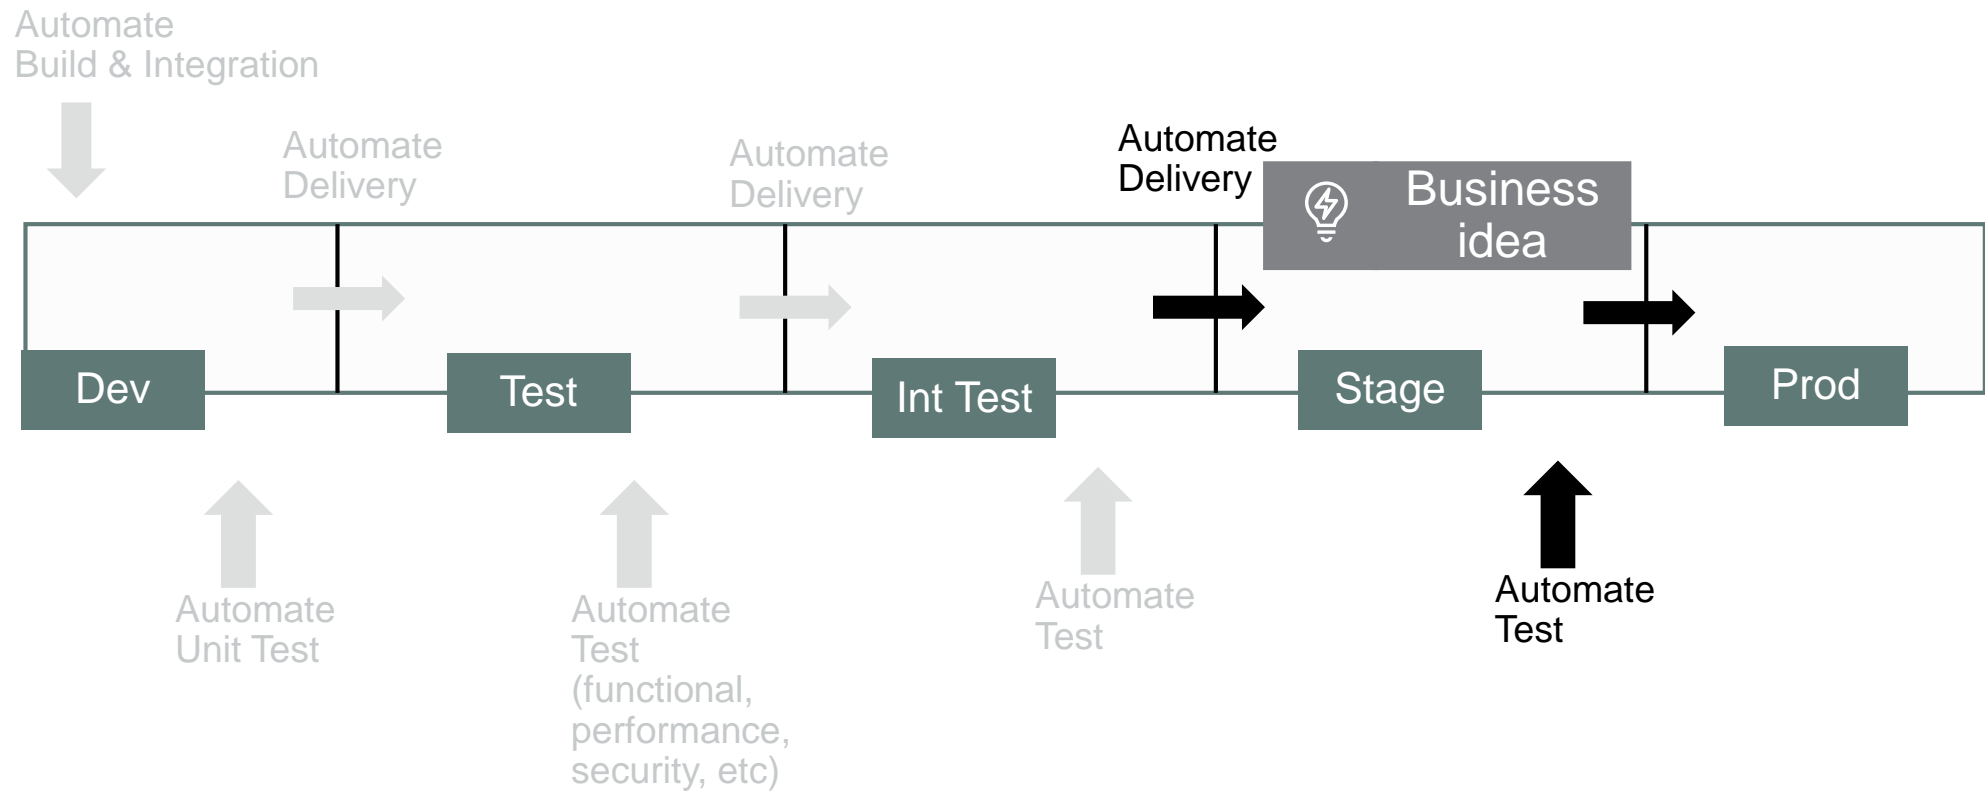 Automate
Build & Integration
Automate
Delivery
Automate
Delivery
Automate
Delivery
Business
idea
Dev
Test
Int Test
Stage
Prod
Automate
Unit Test
Automate
Test
(functional,
performance,
security, etc)
Automate
Test
Automate
Test